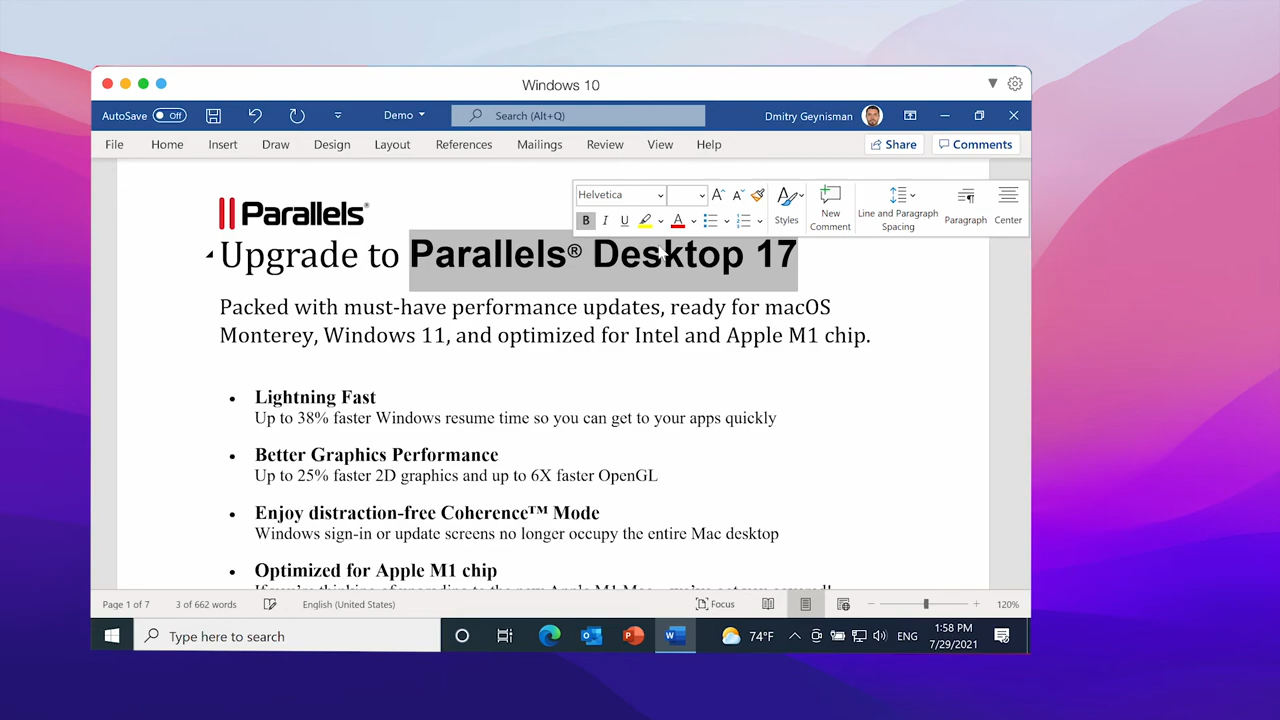 Windows 10
AutoSave Off Demo Search (Alt+Q) Dmitry Geynisman
File Home Insert Draw Design Layout References Mailings Review View Help Share Comments
Helvetica
B I U A Styles New Comment Line and Paragraph Spacing Paragraph Center
Parallels®
Upgrade to Parallels® Desktop 17
Packed with must-have performance updates, ready for macOS
Monterey, Windows 11, and optimized for Intel and Apple M1 chip.
• Lightning Fast
Up to 38% faster Windows resume time so you can get to your apps quickly
• Better Graphics Performance
Up to 25% faster 2D graphics and up to 6X faster OpenGL
• Enjoy distraction-free Coherence™ Mode
Windows sign-in or update screens no longer occupy the entire Mac desktop
• Optimized for Apple M1 chip
Page 1 of 7 3 of 662 words English (United States) Focus 120%
Type here to search 74°F ENG 1:58 PM
7/29/2021